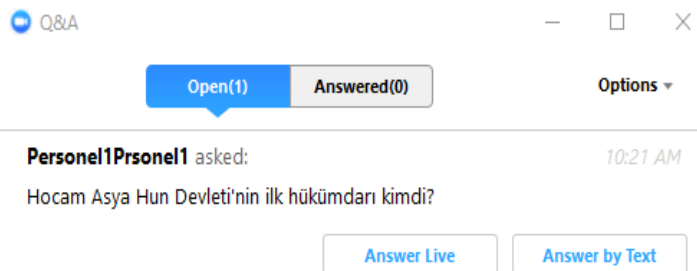 Q&A
Open(1) Answered(0) Options
Personel1Prsonel1 asked: 10:21 AM
Hocam Asya Hun Devleti'nin ilk hükümdarı kimdi?
Answer Live Answer by Text